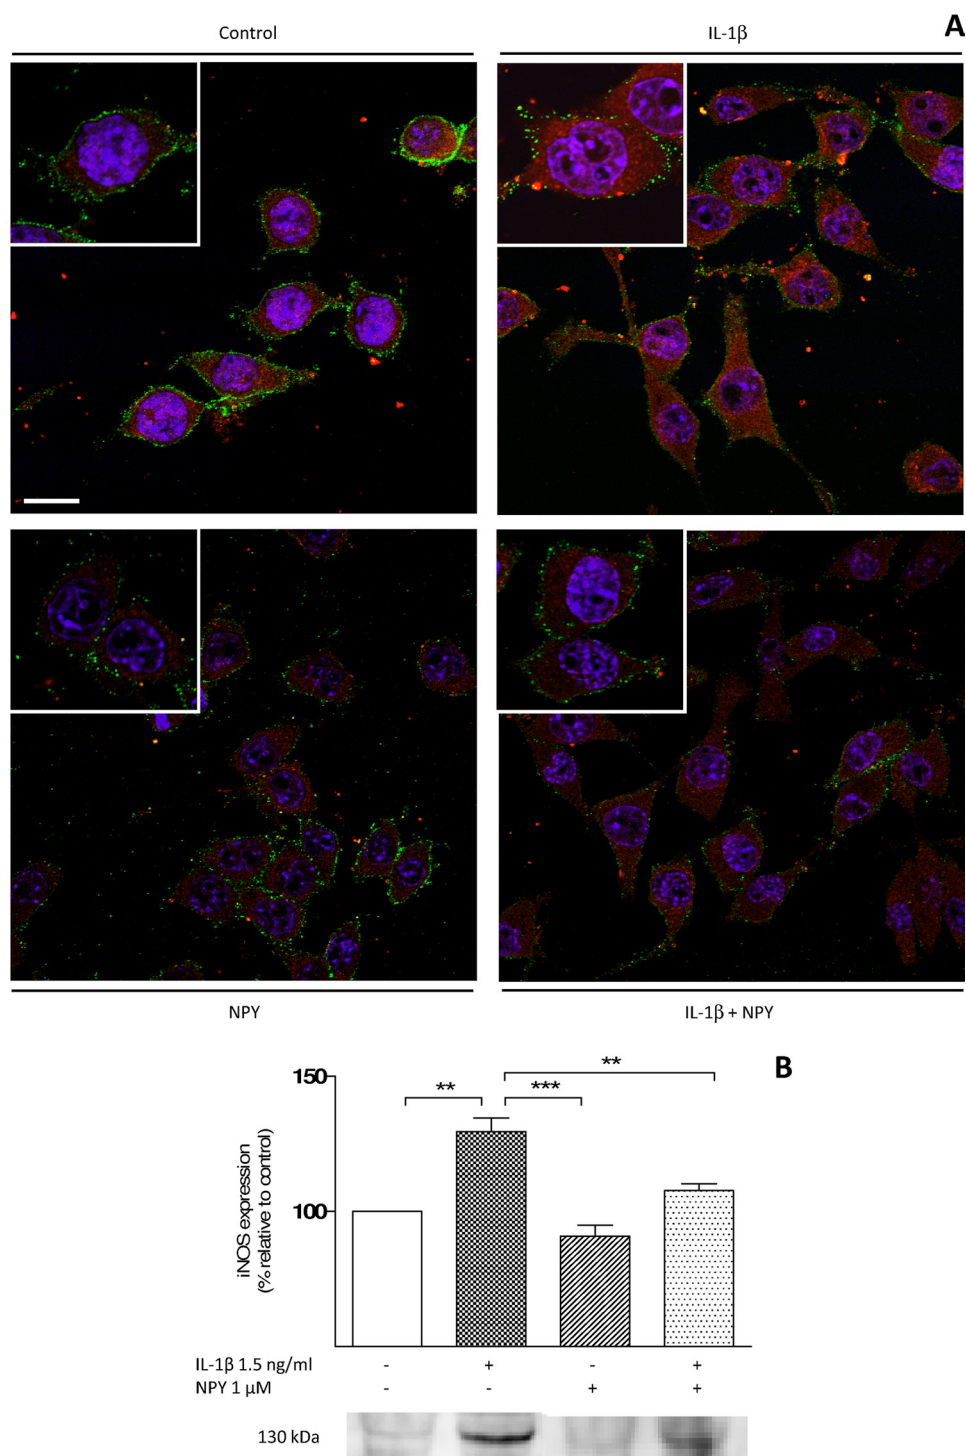 Control
IL-1β
A
NPY
IL-1β + NPY
B
**
** ***
150
100
iNOS expression
(% relative to control)
IL-1β 1.5 ng/ml - + - +
NPY 1 µM - - + +
130 kDa